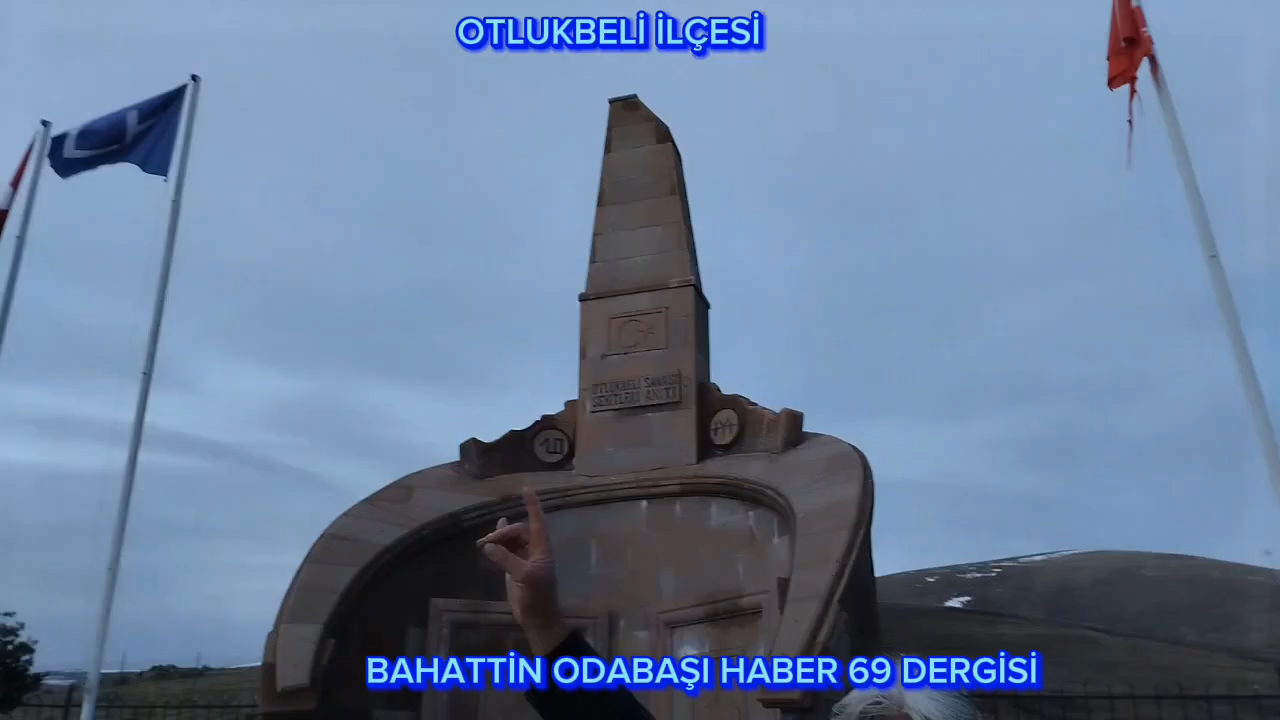 OTLUKBELİ İLÇESİ
OTLUKBELİ SAVAŞI
ŞEHİTLERİ ANITI
BAHATTİN ODABAŞI HABER 69 DERGİSİ